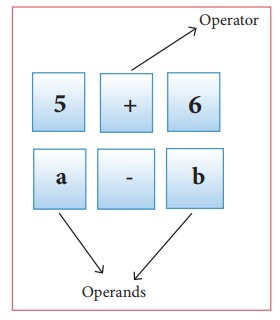 Operator
5 + 6
a - b
Operands